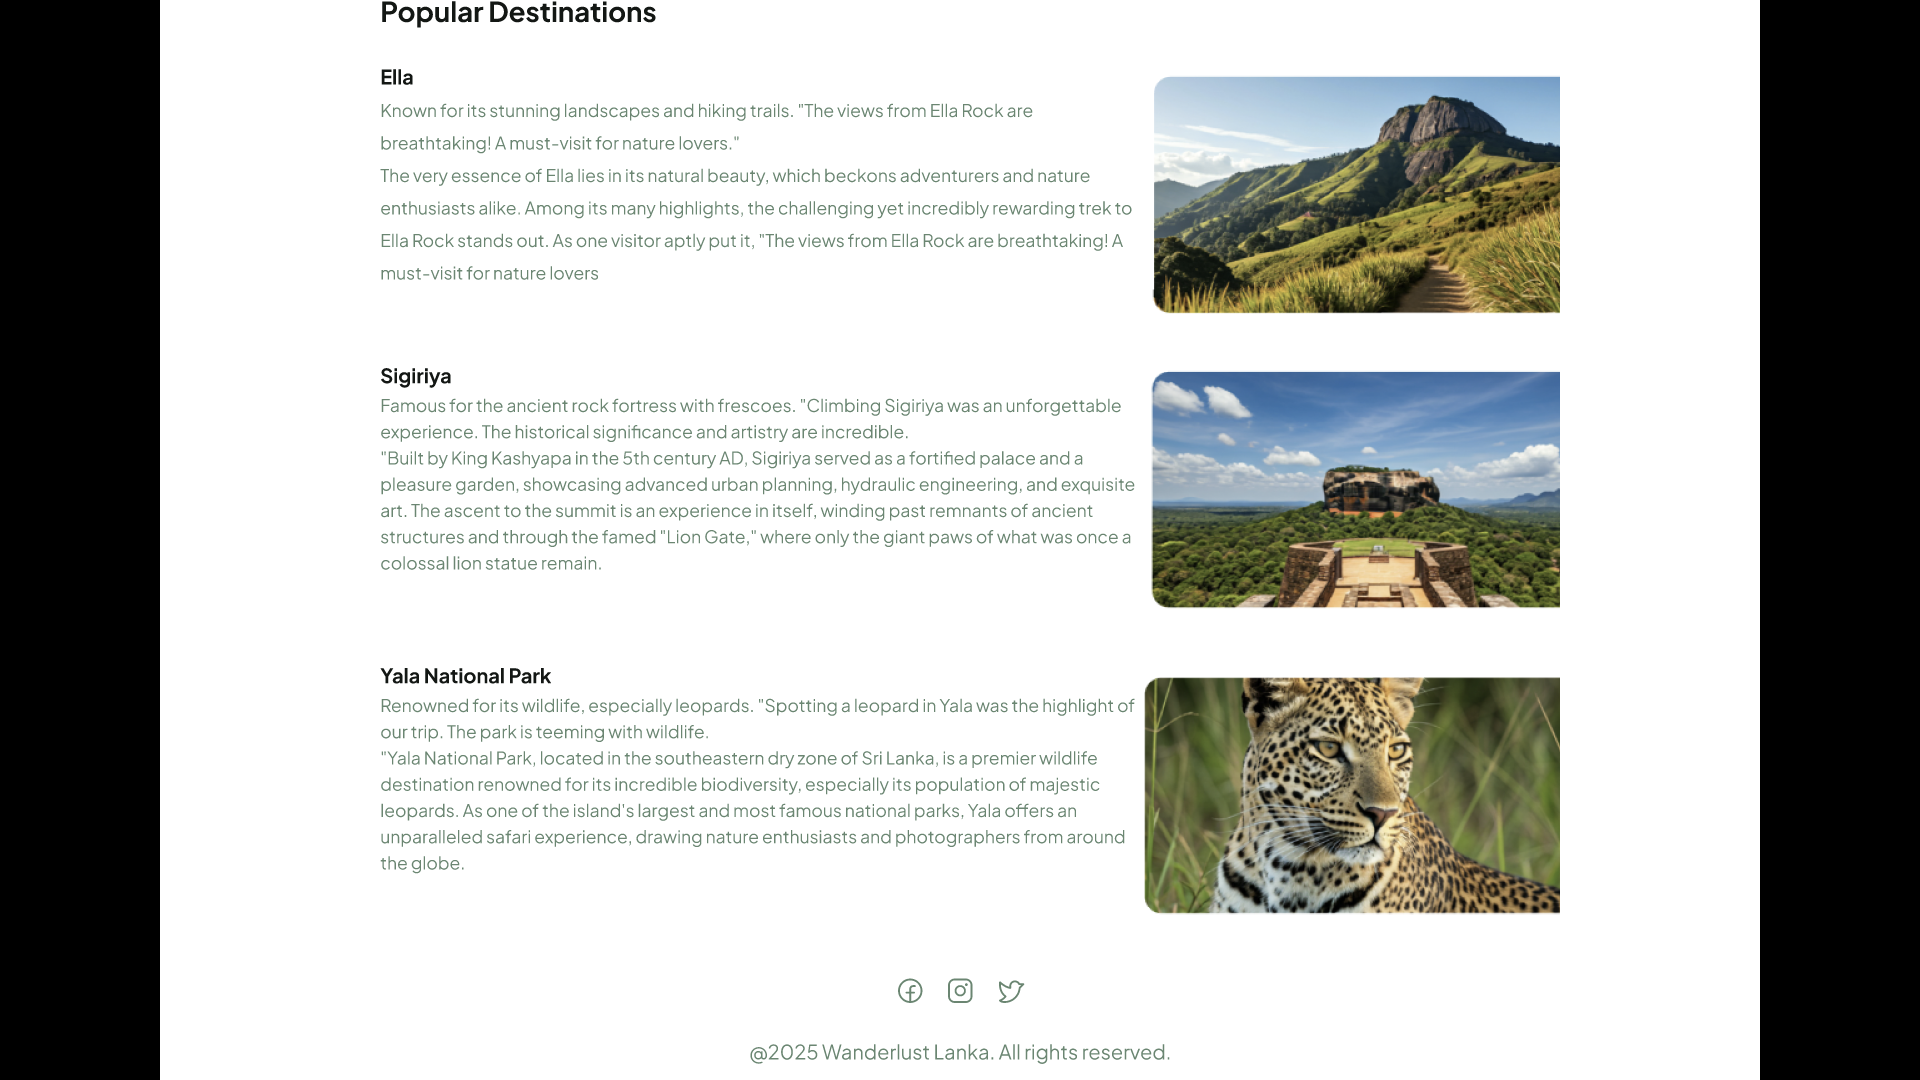 Popular Destinations
Ella
Known for its stunning landscapes and hiking trails. "The views from Ella Rock are
breathtaking! A must-visit for nature lovers."
The very essence of Ella lies in its natural beauty, which beckons adventurers and nature
enthusiasts alike. Among its many highlights, the challenging yet incredibly rewarding trek to
Ella Rock stands out. As one visitor aptly put it, "The views from Ella Rock are breathtaking! A
must-visit for nature lovers
Sigiriya
Famous for the ancient rock fortress with frescoes. "Climbing Sigiriya was an unforgettable
experience. The historical significance and artistry are incredible.
"Built by King Kashyapa in the 5th century AD, Sigiriya served as a fortified palace and a
pleasure garden, showcasing advanced urban planning, hydraulic engineering, and exquisite
art. The ascent to the summit is an experience in itself, winding past remnants of ancient
structures and through the famed "Lion Gate," where only the giant paws of what was once a
colossal lion statue remain.
Yala National Park
Renowned for its wildlife, especially leopards. "Spotting a leopard in Yala was the highlight of
our trip. The park is teeming with wildlife.
"Yala National Park, located in the southeastern dry zone of Sri Lanka, is a premier wildlife
destination renowned for its incredible biodiversity, especially its population of majestic
leopards. As one of the island's largest and most famous national parks, Yala offers an
unparalleled safari experience, drawing nature enthusiasts and photographers from around
the globe.
@2025 Wanderlust Lanka. All rights reserved.